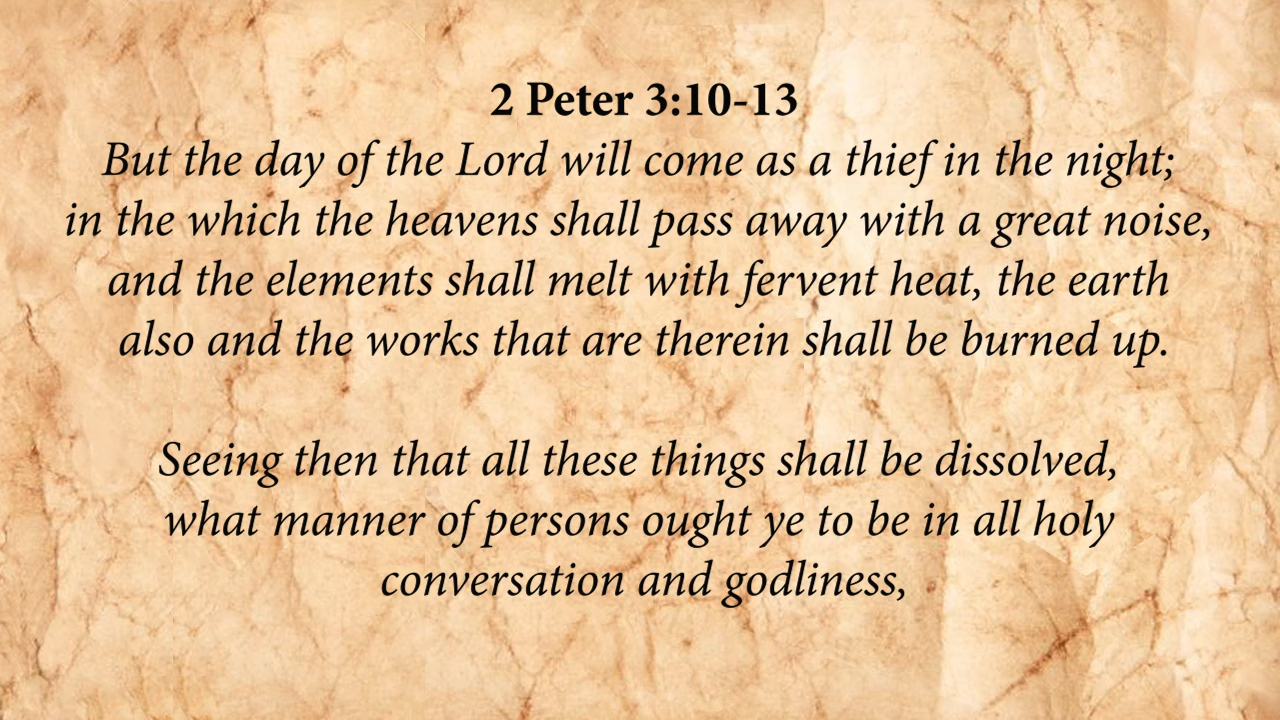 2 Peter 3:10-13
But the day of the Lord will come as a thief in the night;
in the which the heavens shall pass away with a great noise,
and the elements shall melt with fervent heat, the earth
also and the works that are therein shall be burned up.
Seeing then that all these things shall be dissolved,
what manner of persons ought ye to be in all holy
conversation and godliness,